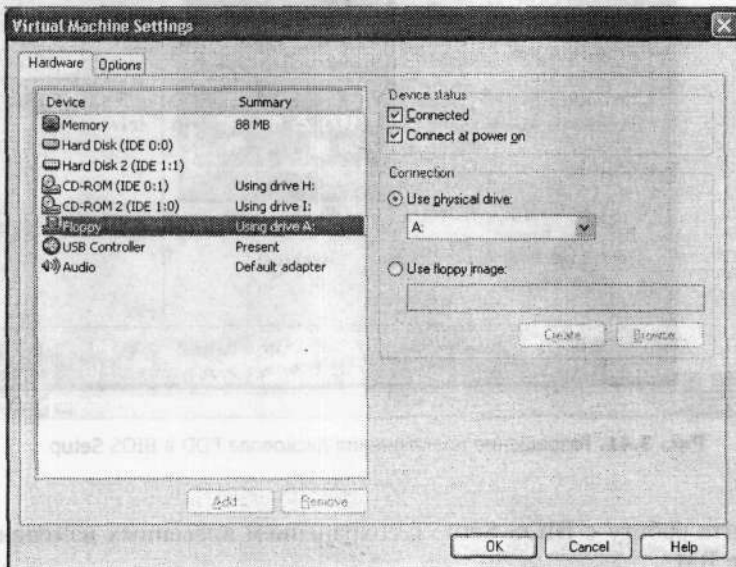 Virtual Machine Settings
Hardware Options
Device Summary
Memory 88 MB
Hard Disk (IDE 0:0)
Hard Disk 2 (IDE 1:1)
CD-ROM (IDE 0:1) Using drive H:
CD-ROM 2 (IDE 1:0) Using drive I:
Floppy Using drive A:
USB Controller Present
Audio Default adapter
Add... Remove
Device status
Connected
Connect at power on
Connection
Use physical drive:
A:
Use floppy image:
Create... Browse...
OK Cancel Help